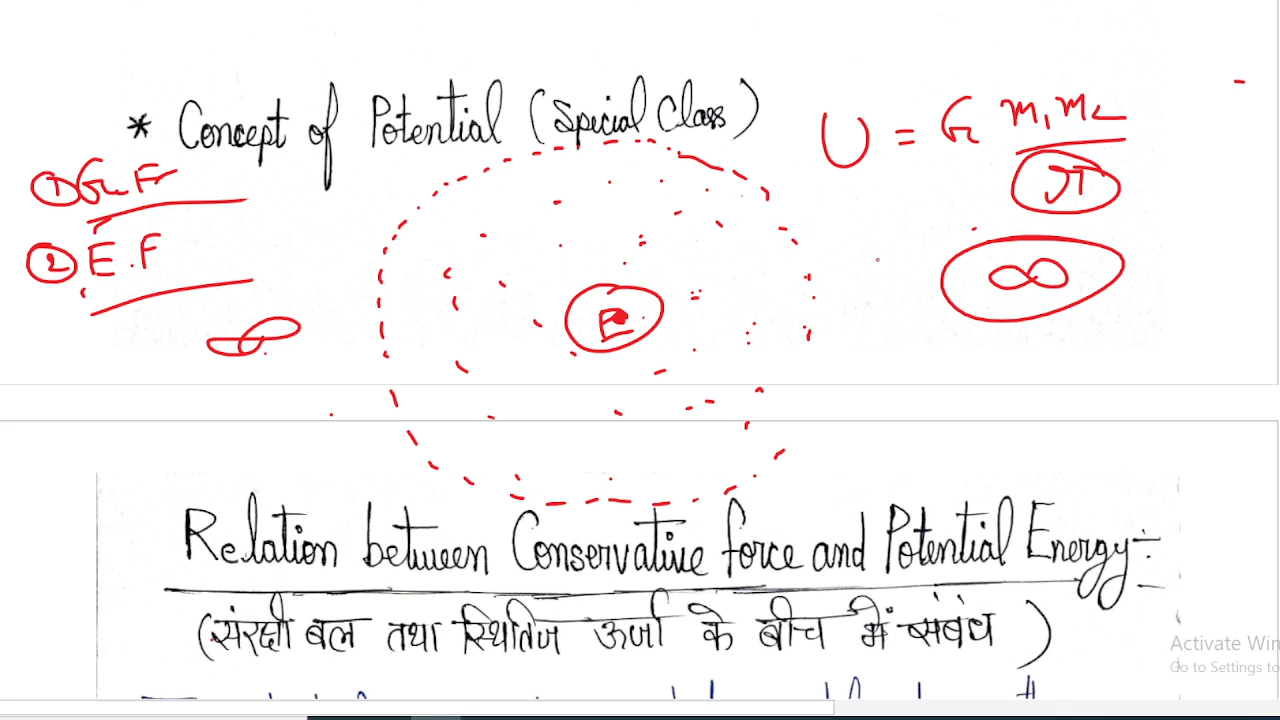 * Concept of Potential (Special Class)
U = G m₁m₂ / r
① Gr. F
② E.F
∞
E
Relation between Conservative force and Potential Energy÷
(संरक्षी बल तथा स्थितिज ऊर्जा के बीच में संबंध)
Activate Win
Go to Settings to